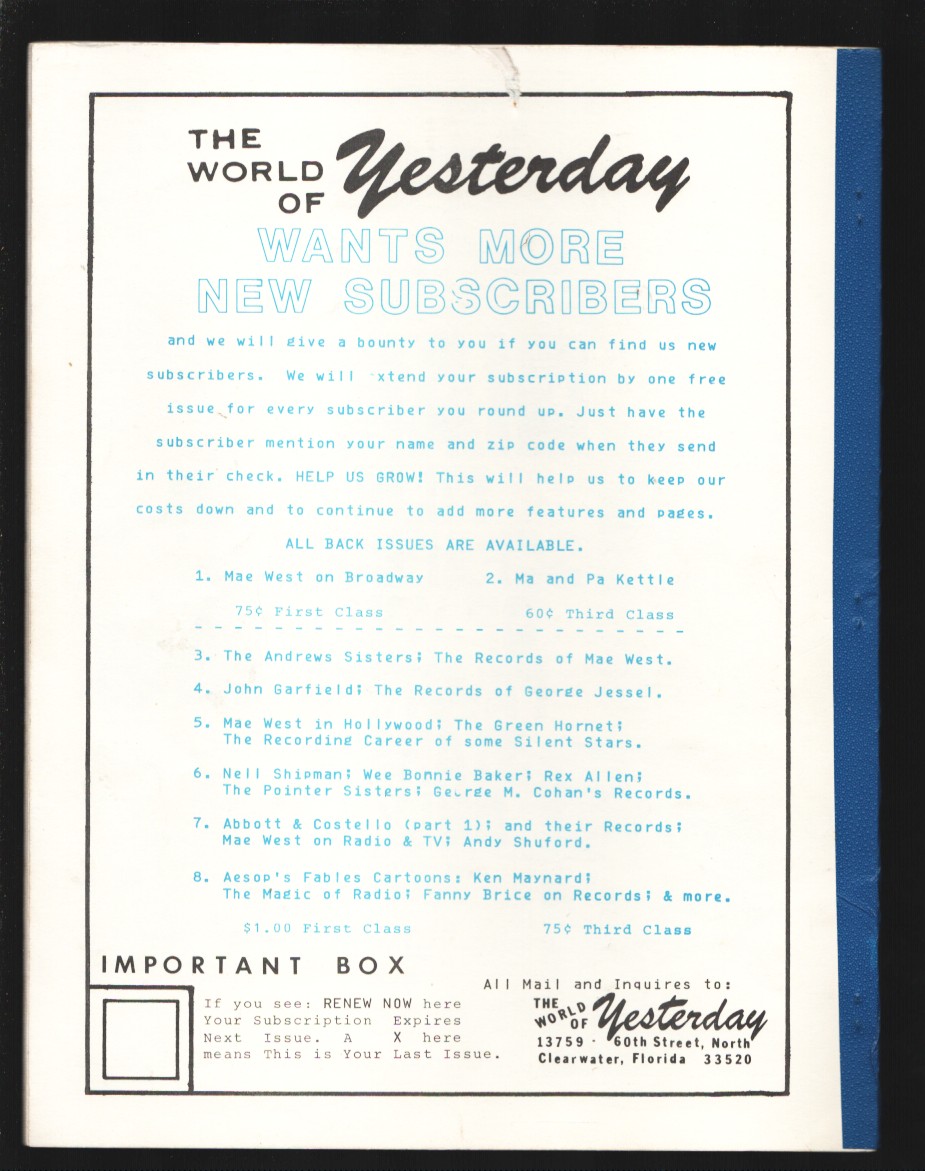 THE
WORLD
OF Yesterday
WANTS MORE
NEW SUBSCRIBERS
and we will give a bounty to you if you can find us new
subscribers. We will xtend your subscription by one free
issue for every subscriber you round up. Just have the
subscriber mention your name and zip code when they send
in their check. HELP US GROW! This will help us to keep our
costs down and to continue to add more features and pages.
ALL BACK ISSUES ARE AVAILABLE.
1. Mae West on Broadway 2. Ma and Pa Kettle
75¢ First Class 60¢ Third Class
- - - - - - - - - - - - - - - - - - - - - - - - - -
3. The Andrews Sisters; The Records of Mae West.
4. John Garfield; The Records of George Jessel.
5. Mae West in Hollywood; The Green Hornet;
The Recording Career of some Silent Stars.
6. Nell Shipman; Wee Bonnie Baker; Rex Allen;
The Pointer Sisters; George M. Cohan's Records.
7. Abbott & Costello (part 1); and their Records;
Mae West on Radio & TV; Andy Shuford.
8. Aesop's Fables Cartoons: Ken Maynard;
The Magic of Radio; Fanny Brice on Records; & more.
$1.00 First Class 75¢ Third Class
IMPORTANT BOX
If you see: RENEW NOW here
Your Subscription Expires
Next Issue. A X here
means This is Your Last Issue.
All Mail and Inquires to:
THE
WORLD
OF Yesterday
13759 - 60th Street, North
Clearwater, Florida 33520